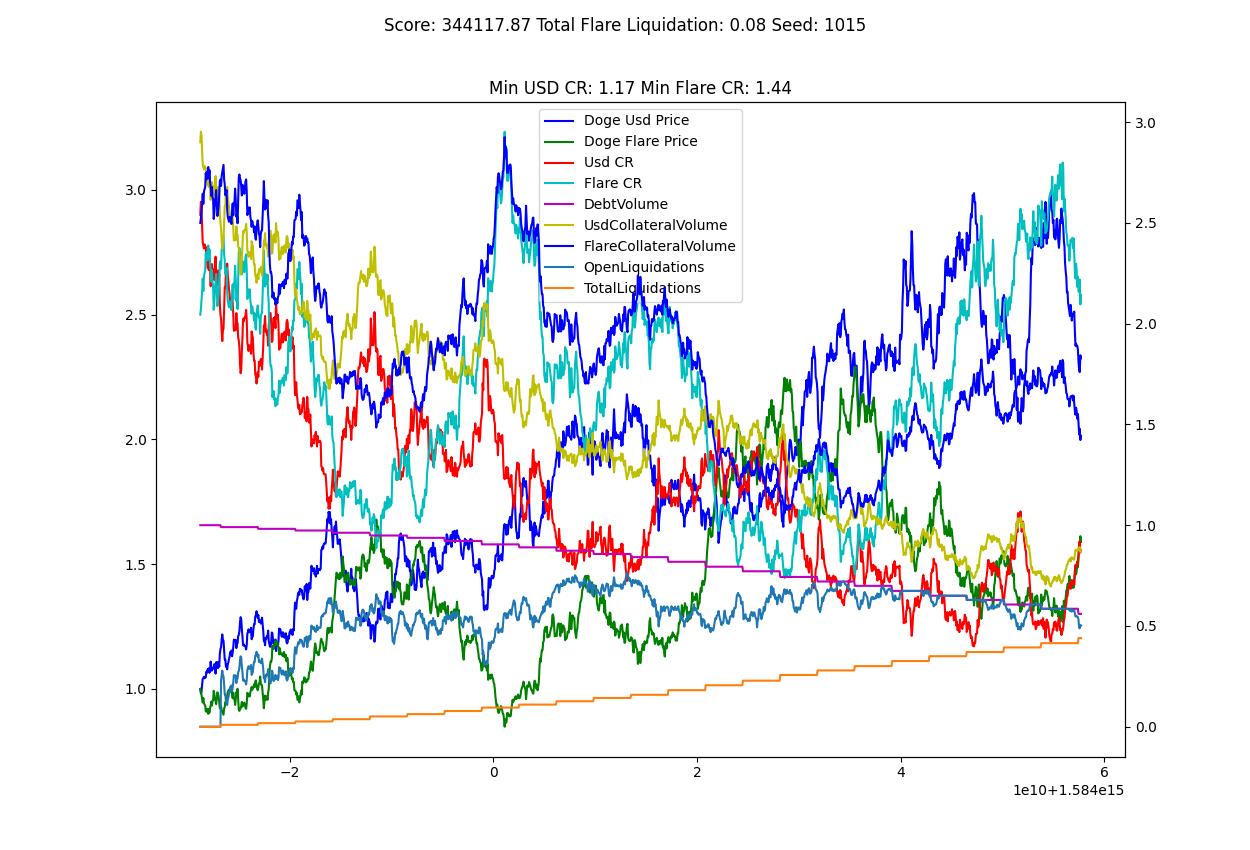 Score: 344117.87 Total Flare Liquidation: 0.08 Seed: 1015
Min USD CR: 1.17 Min Flare CR: 1.44
Doge Usd Price
Doge Flare Price
Usd CR
Flare CR
DebtVolume
UsdCollateralVolume
FlareCollateralVolume
OpenLiquidations
TotalLiquidations
3.0
2.5
2.0
1.5
1.0
3.0
2.5
2.0
1.5
1.0
0.5
0.0
−2 0 2 4 6
1e10+1.584e15